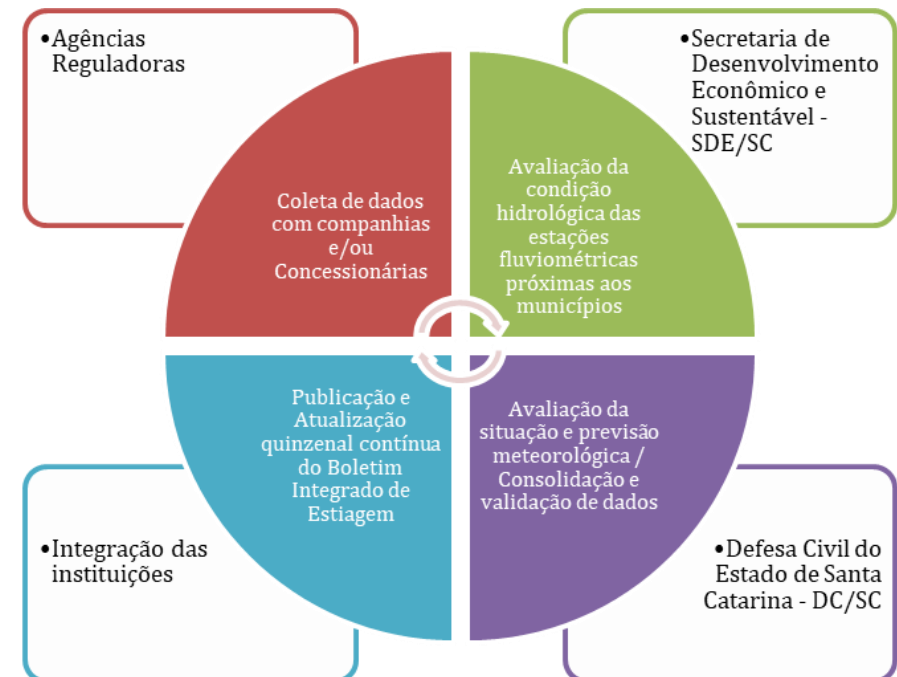 •Agências
Reguladoras
•Secretaria de
Desenvolvimento
Econômico e
Sustentável -
SDE/SC
Coleta de dados
com companhias
e/ou
Concessionárias
Avaliação da
condição
hidrológica das
estações
fluviométricas
próximas aos
municípios
Publicação e
Atualização
quinzenal contínua
do Boletim
Integrado de
Estiagem
Avaliação da
situação e previsão
meteorológica /
Consolidação e
validação de dados
•Integração das
instituições
•Defesa Civil do
Estado de Santa
Catarina - DC/SC